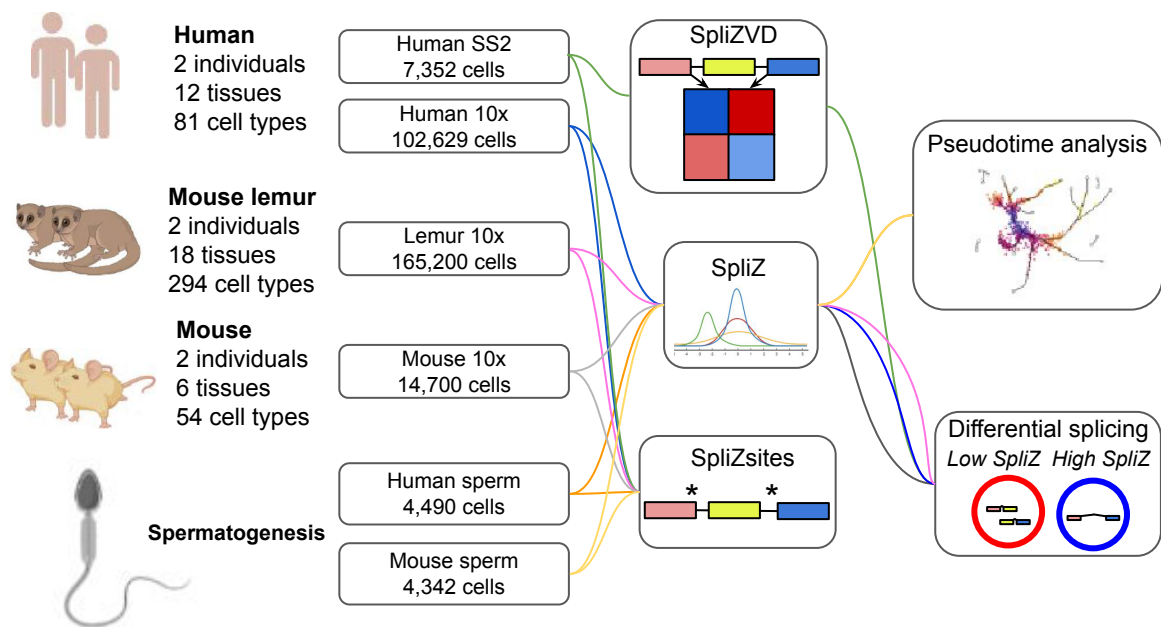 Human
2 individuals
12 tissues
81 cell types
Mouse lemur
2 individuals
18 tissues
294 cell types
Mouse
2 individuals
6 tissues
54 cell types
Spermatogenesis
Human SS2
7,352 cells
Human 10x
102,629 cells
Lemur 10x
165,200 cells
Mouse 10x
14,700 cells
Human sperm
4,490 cells
Mouse sperm
4,342 cells
SpliZVD
SpliZ
SpliZsites
* *
Pseudotime analysis
Differential splicing
Low SpliZ High SpliZ